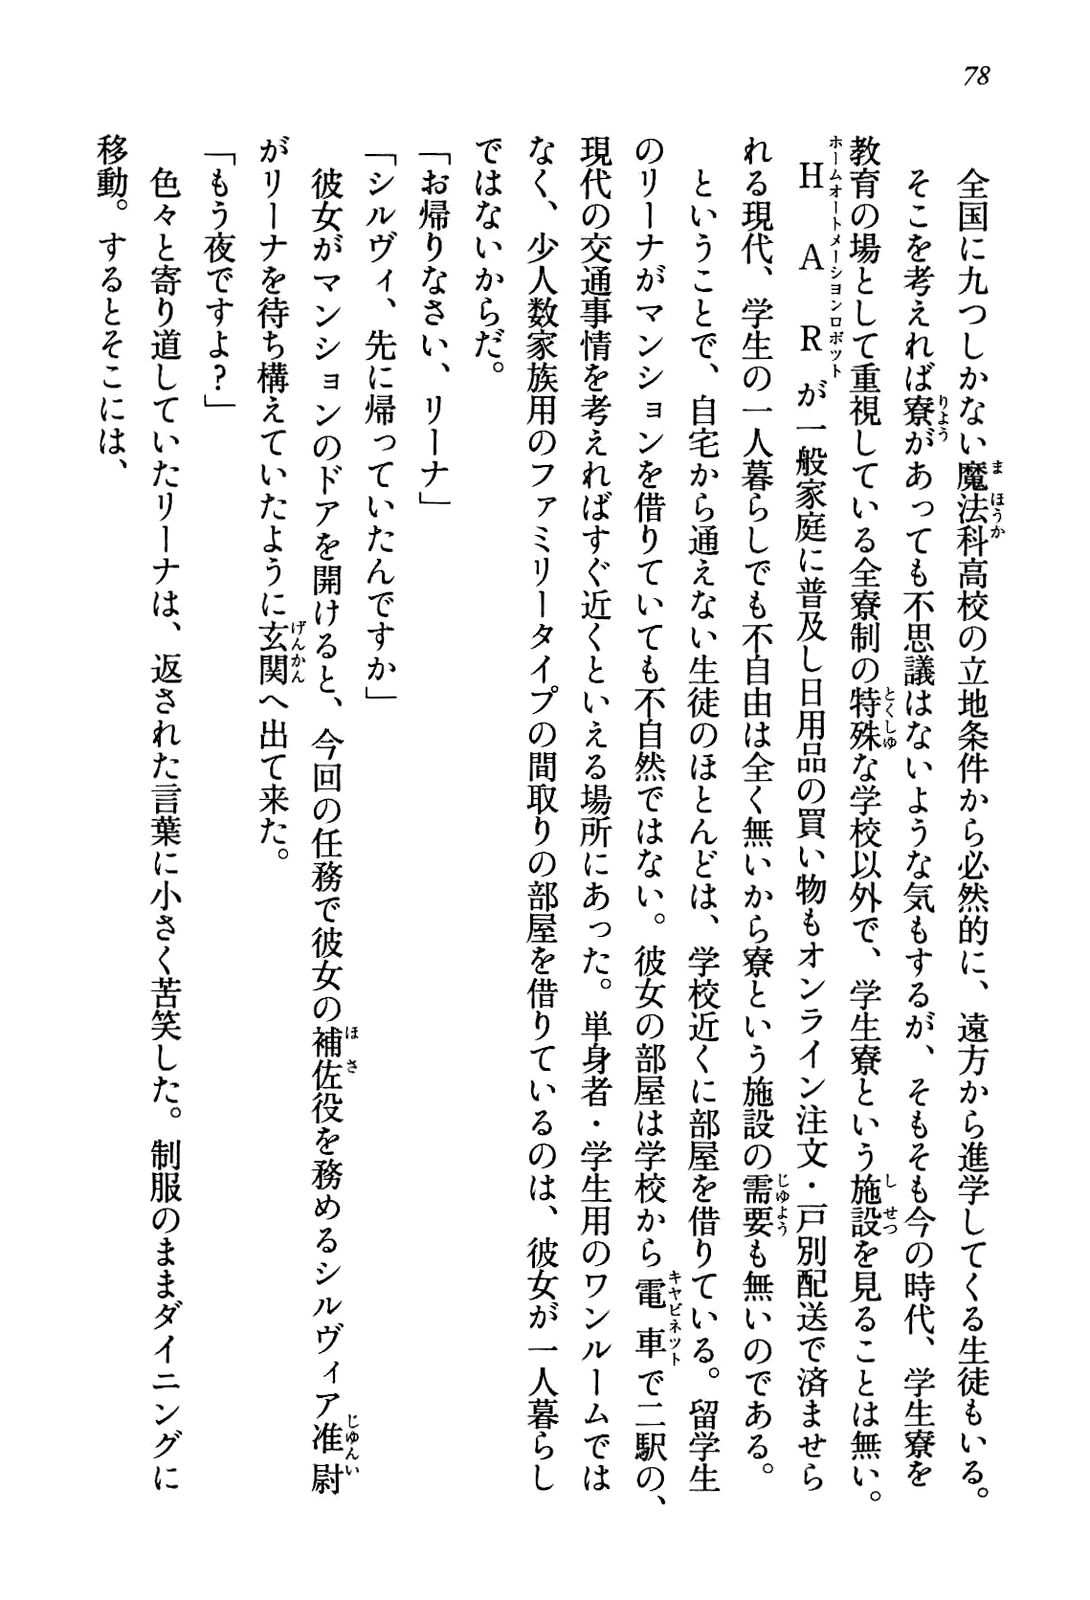 78
全国に九つしかない魔法科高校の立地条件から必然的に、遠方から進学してくる生徒もいる。
そこを考えれば寮があっても不思議はないような気もするが、そもそも今の時代、学生寮を
教育の場として重視している全寮制の特殊な学校以外で、学生寮という施設を見ることは無い。
HARが一般家庭に普及し日用品の買い物もオンライン注文・戸別配送で済ませら
れる現代、学生の一人暮らしでも不自由は全く無いから寮という施設の需要も無いのである。
ということで、自宅から通えない生徒のほとんどは、学校近くに部屋を借りている。留学生
のリーナがマンションを借りていても不自然ではない。彼女の部屋は学校から電車で二駅の、
現代の交通事情を考えればすぐ近くといえる場所にあった。単身者・学生用のワンルームでは
なく、少人数家族用のファミリータイプの間取りの部屋を借りているのは、彼女が一人暮らし
ではないからだ。
「お帰りなさい、リーナ」
「シルヴィ、先に帰っていたんですか」
彼女がマンションのドアを開けると、今回の任務で彼女の補佐役を務めるシルヴィア准尉
がリーナを待ち構えていたように玄関へ出て来た。
「もう夜ですよ？」
色々と寄り道していたリーナは、返された言葉に小さく苦笑した。制服のままダイニングに
移動。するとそこには、